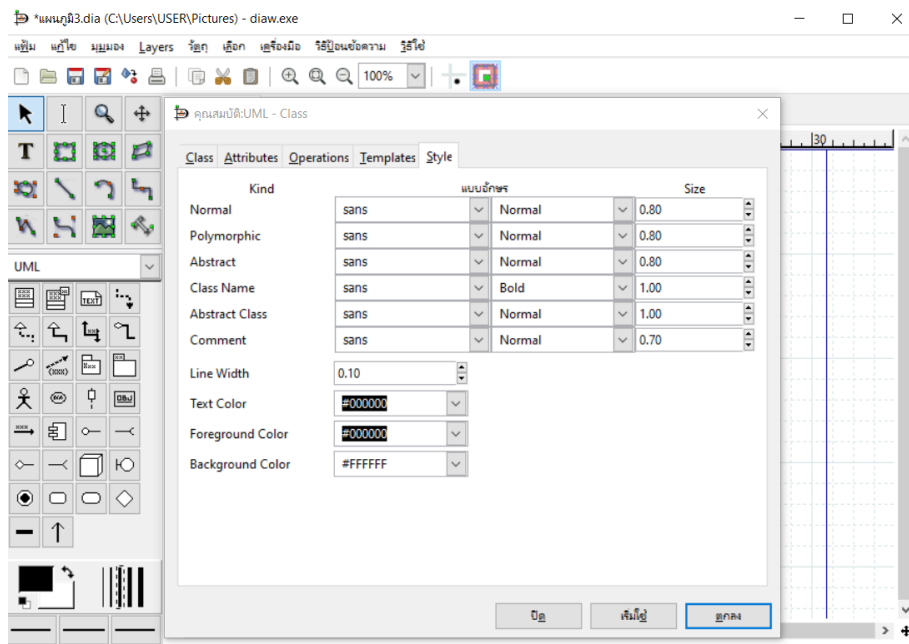 *แผนภูมิ3.dia (C:\Users\USER\Pictures) - diaw.exe
แฟ้ม แก้ไข มุมมอง Layers วัตถุ เลือก เครื่องมือ วิธีป้อนข้อความ วิธีใช้
100%
คุณสมบัติ:UML - Class
Class Attributes Operations Templates Style
30
Kind แบบอักษร Size
Normal sans Normal 0.80
Polymorphic sans Normal 0.80
Abstract sans Normal 0.80
UML
Class Name sans Bold 1.00
Abstract Class sans Normal 1.00
Comment sans Normal 0.70
Line Width 0.10
Text Color #000000
Foreground Color #000000
Background Color #FFFFFF
ปิด เริ่มใช้ ตกลง